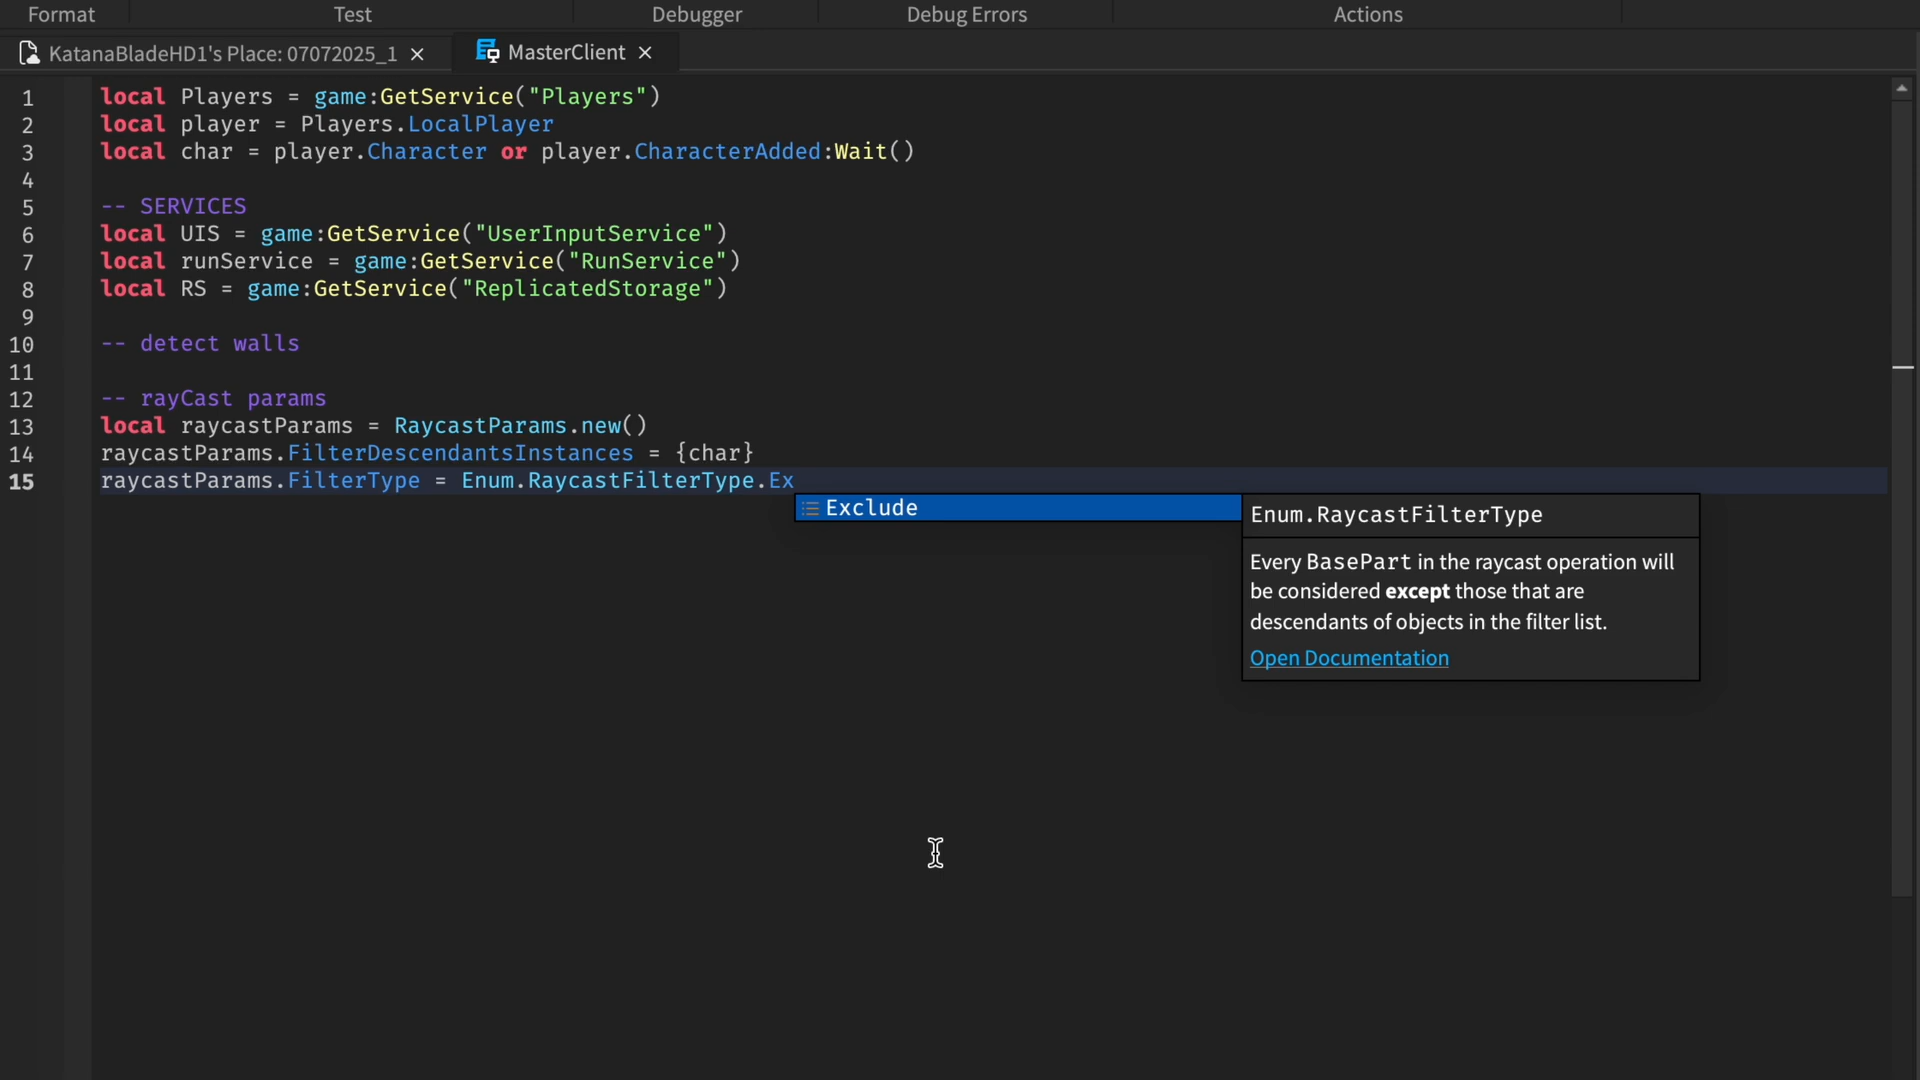 Format Test Debugger Debug Errors Actions
KatanaBladeHD1's Place: 07072025_1 × MasterClient ×
1 local Players = game:GetService("Players")
2 local player = Players.LocalPlayer
3 local char = player.Character or player.CharacterAdded:Wait()
4
5 -- SERVICES
6 local UIS = game:GetService("UserInputService")
7 local runService = game:GetService("RunService")
8 local RS = game:GetService("ReplicatedStorage")
9
10 -- detect walls
11
12 -- rayCast params
13 local raycastParams = RaycastParams.new()
14 raycastParams.FilterDescendantsInstances = {char}
15 raycastParams.FilterType = Enum.RaycastFilterType.Ex
Exclude
Enum.RaycastFilterType
Every BasePart in the raycast operation will
be considered except those that are
descendants of objects in the filter list.
Open Documentation